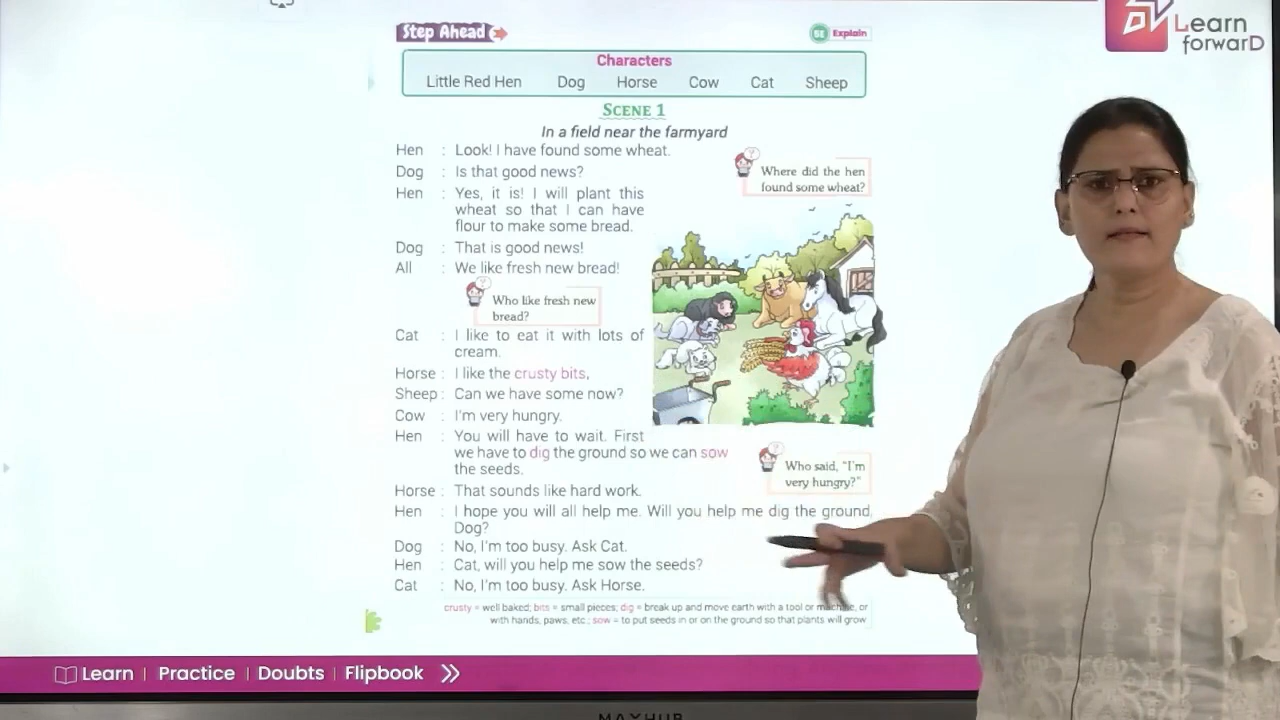 Step Ahead
5E Explain
Learn
forwarD
Characters
Little Red Hen Dog Horse Cow Cat Sheep
SCENE 1
In a field near the farmyard
Hen : Look! I have found some wheat.
Dog : Is that good news?
Where did the hen
found some wheat?
Hen : Yes, it is! I will plant this
wheat so that I can have
flour to make some bread.
Dog : That is good news!
All : We like fresh new bread!
Who like fresh new
bread?
Cat : I like to eat it with lots of
cream.
Horse : I like the crusty bits,
Sheep : Can we have some now?
Cow : I'm very hungry.
Hen : You will have to wait. First
we have to dig the ground so we can sow
the seeds.
Who said, "I'm
very hungry?"
Horse : That sounds like hard work.
Hen : I hope you will all help me. Will you help me dig the ground,
Dog?
Dog : No, I'm too busy. Ask Cat.
Hen : Cat, will you help me sow the seeds?
Cat : No, I'm too busy. Ask Horse.
crusty = well baked; bits = small pieces; dig = break up and move earth with a tool or machine, or
with hands, paws, etc.; sow = to put seeds in or on the ground so that plants will grow
Learn | Practice | Doubts | Flipbook
MAXHUB